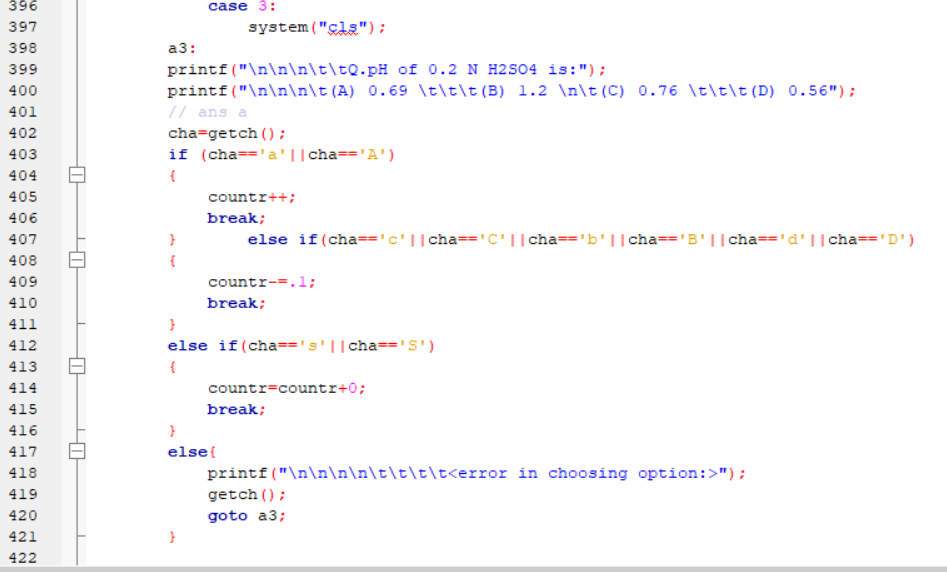 396 case 3:
397 system("cls");
398 a3:
399 printf("\n\n\n\t\tQ.pH of 0.2 N H2SO4 is:");
400 printf("\n\n\n\t(A) 0.69 \t\t\t(B) 1.2 \n\t(C) 0.76 \t\t\t(D) 0.56");
401 // ans a
402 cha=getch();
403 if (cha=='a'||cha=='A')
404 {
405 countr++;
406 break;
407 } else if(cha=='c'||cha=='C'||cha=='b'||cha=='B'||cha=='d'||cha=='D')
408 {
409 countr-=.1;
410 break;
411 }
412 else if(cha=='s'||cha=='S')
413 {
414 countr=countr+0;
415 break;
416 }
417 else{
418 printf("\n\n\n\n\t\t\t\t<error in choosing option:>");
419 getch();
420 goto a3;
421 }
422